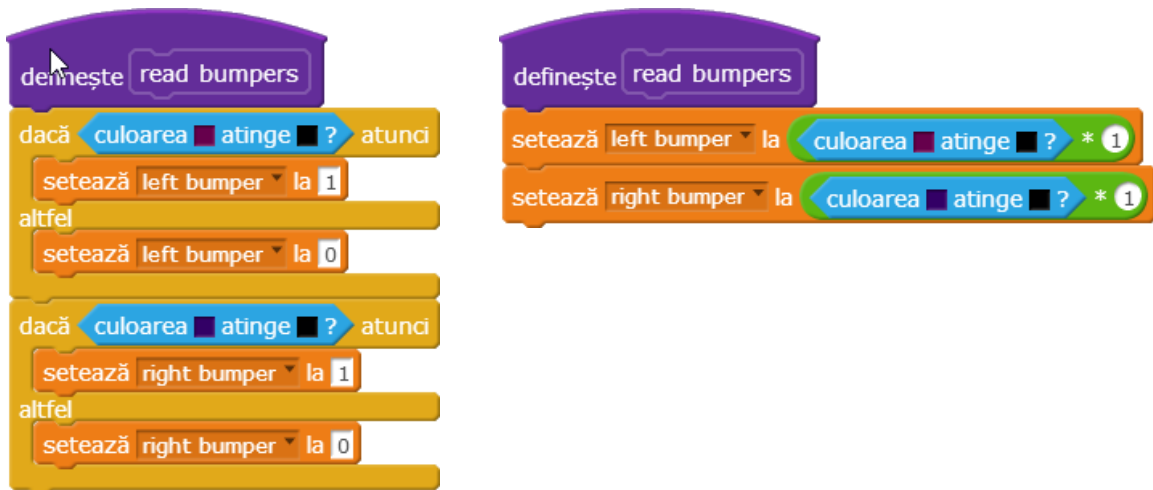 definește read bumpers
dacă culoarea atinge ? atunci
setează left bumper la 1
altfel
setează left bumper la 0
dacă culoarea atinge ? atunci
setează right bumper la 1
altfel
setează right bumper la 0
definește read bumpers
setează left bumper la culoarea atinge ? * 1
setează right bumper la culoarea atinge ? * 1